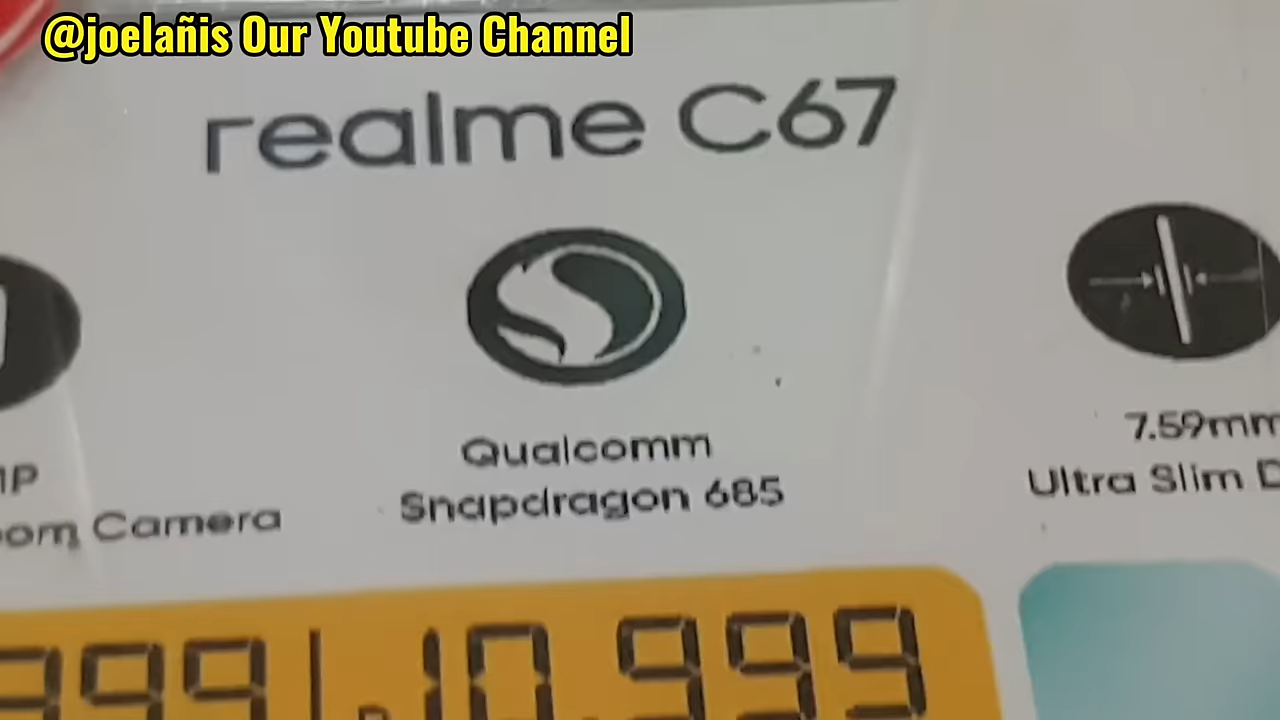 @joelañis Our Youtube Channel
realme C67
Qualcomm
Snapdragon 685
7.59mm
Ultra Slim
Camera
10,999